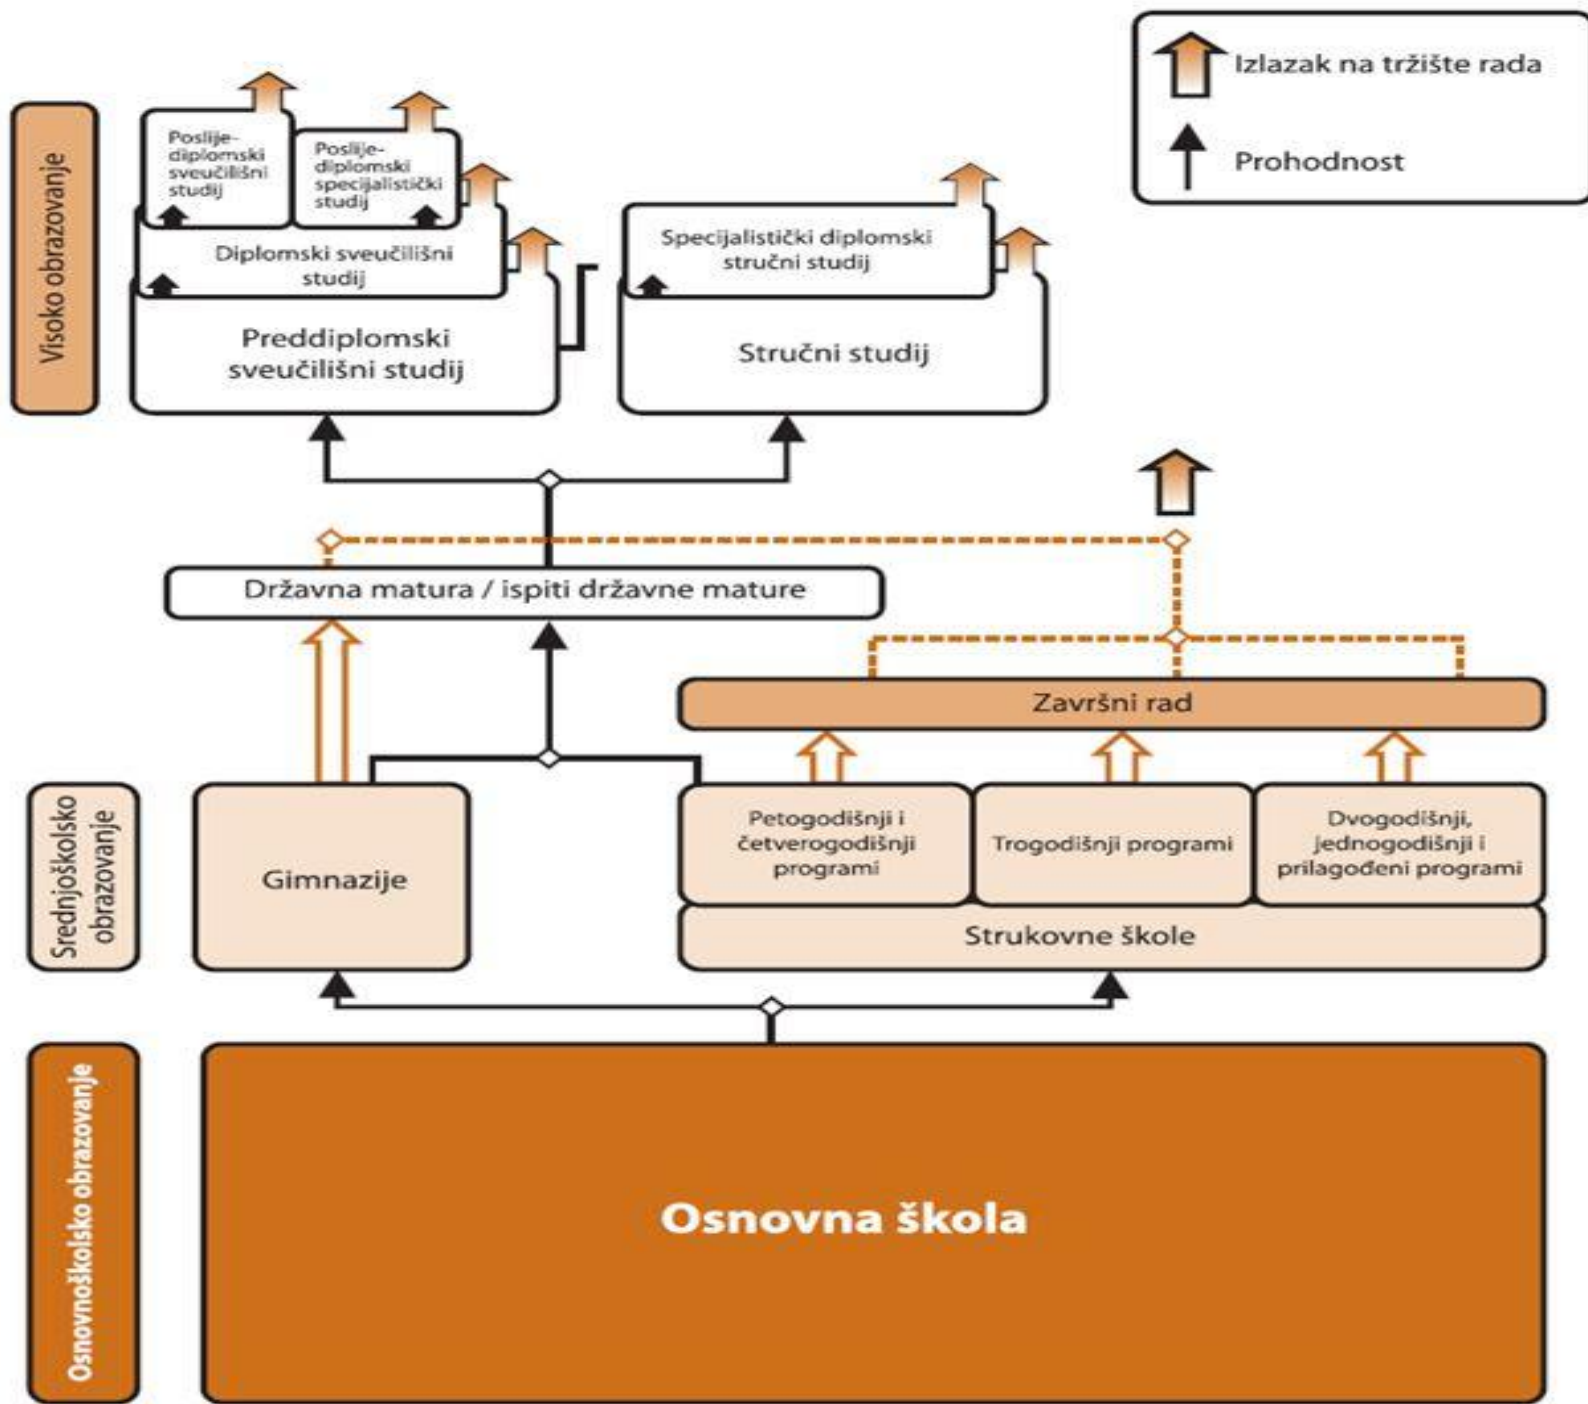 Izlazak na tržište rada
Prohodnost
Visoko obrazovanje
Poslije-
diplomski
sveučilišni
studij
Poslije-
diplomski
specijalistički
studij
Diplomski sveučilišni
studij
Preddiplomski
sveučilišni studij
Specijalistički diplomski
stručni studij
Stručni studij
Državna matura / ispiti državne mature
Završni rad
Srednjoškolsko
obrazovanje
Gimnazije
Petogodišnji i
četverogodišnji
programi
Trogodišnji programi
Dvogodišnji,
jednogodišnji i
prilagođeni programi
Strukovne škole
Osnovnoškolsko obrazovanje
Osnovna škola